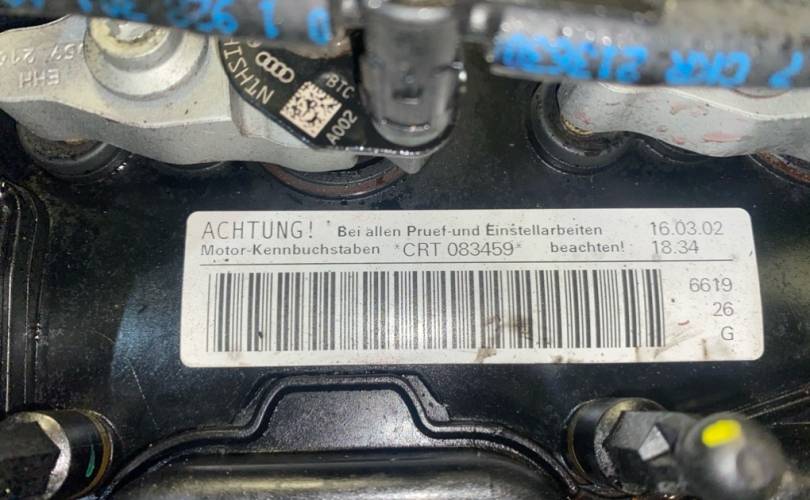 BTC
A002
ACHTUNG! Bei allen Pruef-und Einstellarbeiten 16.03.02
Motor-Kennbuchstaben *CRT 083459* beachten! 18.34
6619
26
G